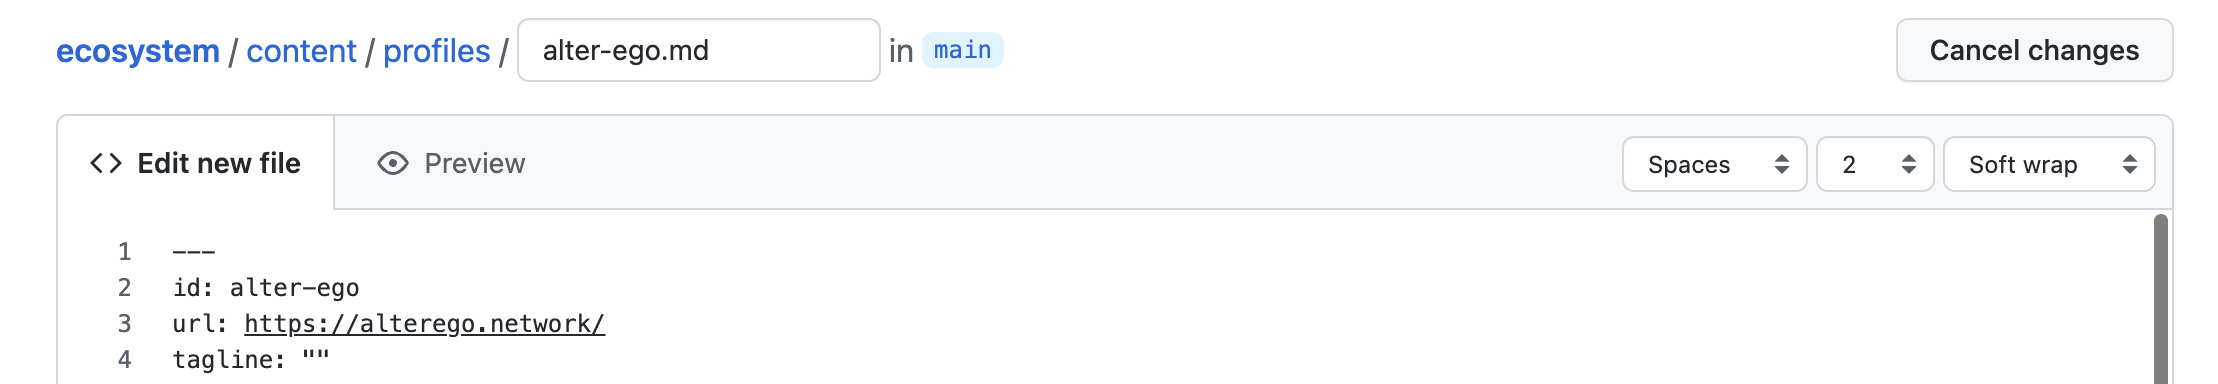 ecosystem / content / profiles / alter-ego.md in main Cancel changes
<> Edit new file Preview Spaces 2 Soft wrap
1 ---
2 id: alter-ego
3 url: https://alterego.network/
4 tagline: ""